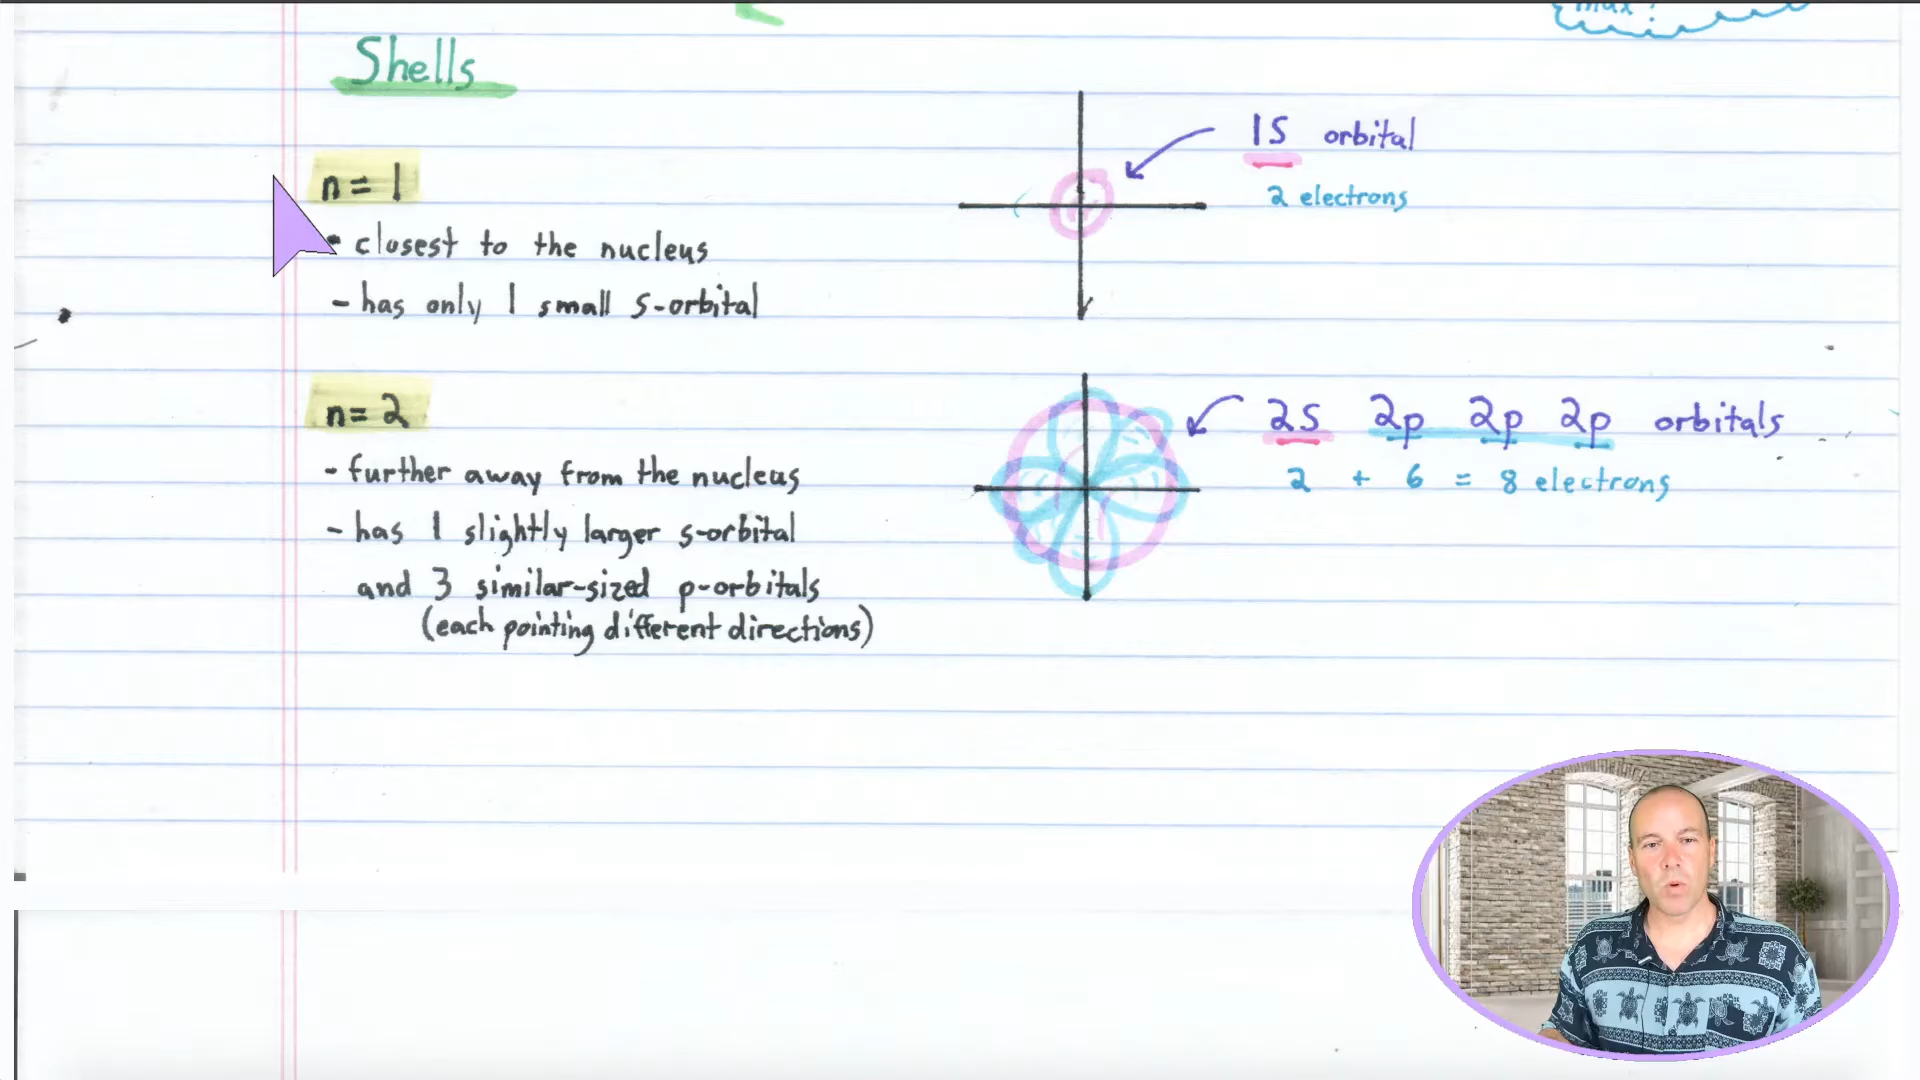 max?
Shells
n = 1
• closest to the nucleus
- has only 1 small s-orbital
1S orbital
2 electrons
n = 2
- further away from the nucleus
- has 1 slightly larger s-orbital
and 3 similar-sized p-orbitals
(each pointing different directions)
2S 2p 2p 2p orbitals
2 + 6 = 8 electrons